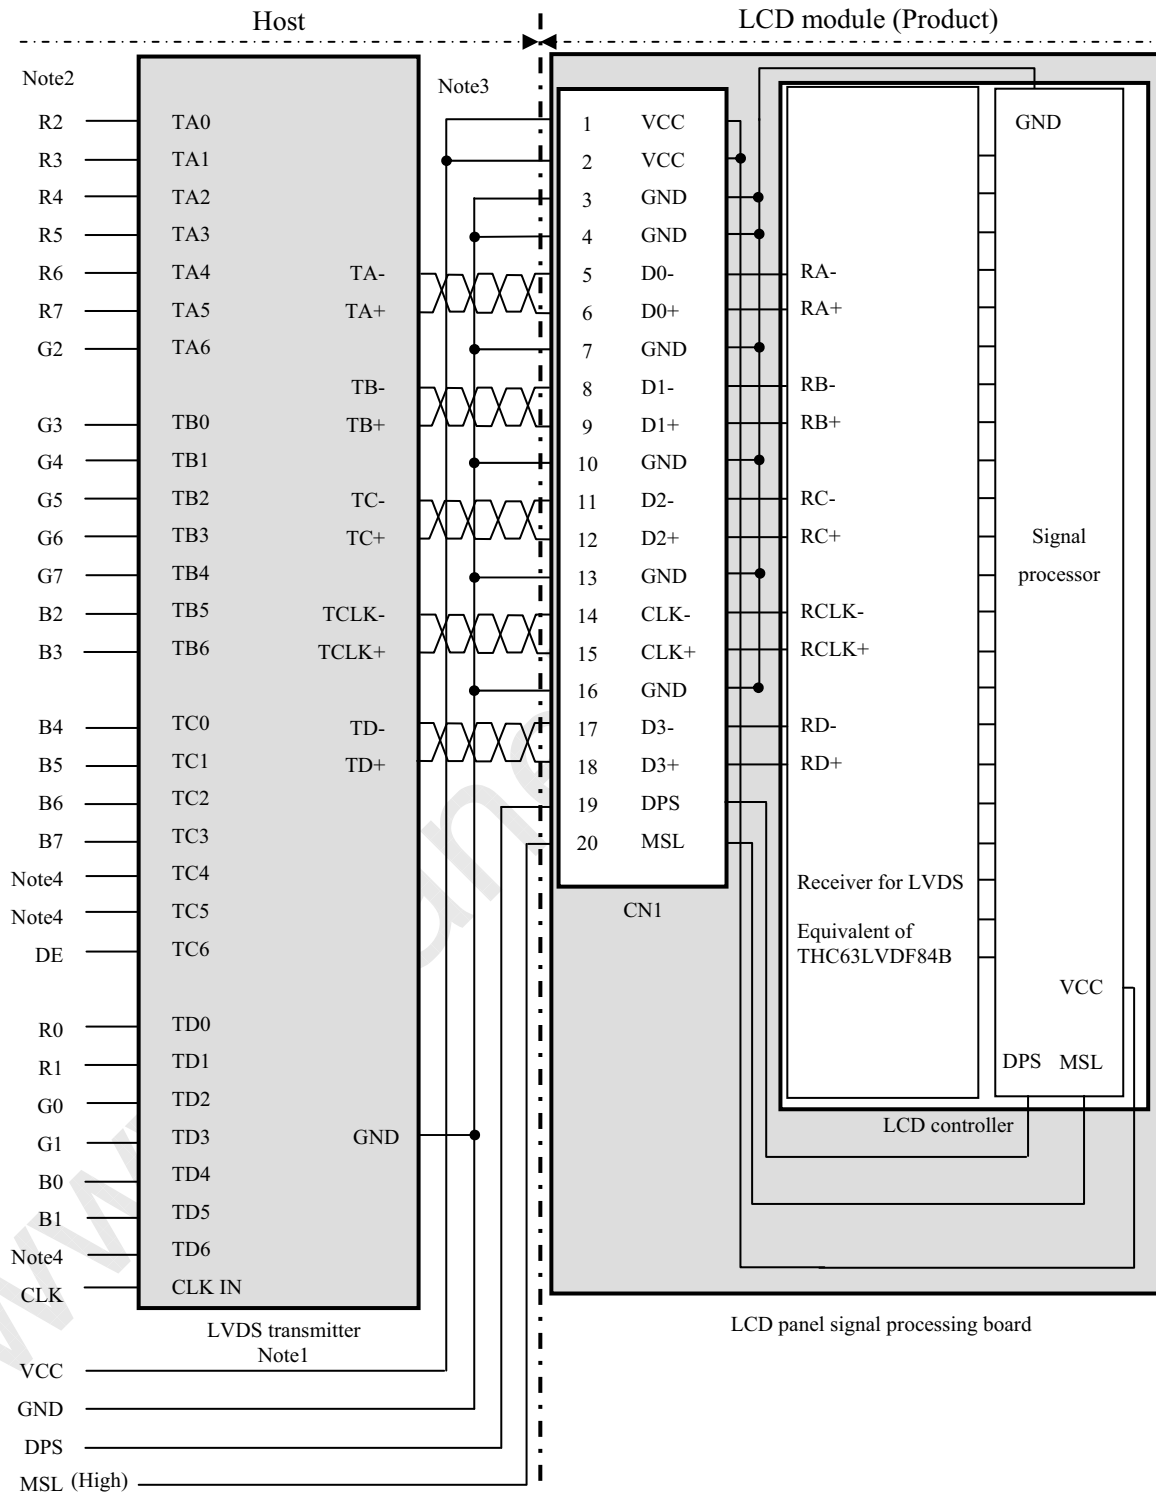 Host
LCD module (Product)
Note2
Note3
R2 TA0
R3 TA1
R4 TA2
R5 TA3
R6 TA4 TA-
R7 TA5 TA+
G2 TA6
TB-
G3 TB0 TB+
G4 TB1
G5 TB2 TC-
G6 TB3 TC+
G7 TB4
B2 TB5 TCLK-
B3 TB6 TCLK+
B4 TC0 TD-
B5 TC1 TD+
B6 TC2
B7 TC3
Note4 TC4
Note4 TC5
DE TC6
R0 TD0
R1 TD1
G0 TD2
G1 TD3 GND
B0 TD4
B1 TD5
Note4 TD6
CLK CLK IN
LVDS transmitter
Note1
VCC
GND
DPS
MSL (High)
1 VCC
2 VCC
3 GND
4 GND
5 D0- RA-
6 D0+ RA+
7 GND
8 D1- RB-
9 D1+ RB+
10 GND
11 D2- RC-
12 D2+ RC+
13 GND
14 CLK- RCLK-
15 CLK+ RCLK+
16 GND
17 D3- RD-
18 D3+ RD+
19 DPS
20 MSL
CN1
Receiver for LVDS
Equivalent of
THC63LVDF84B
GND
Signal
processor
VCC
DPS MSL
LCD controller
LCD panel signal processing board